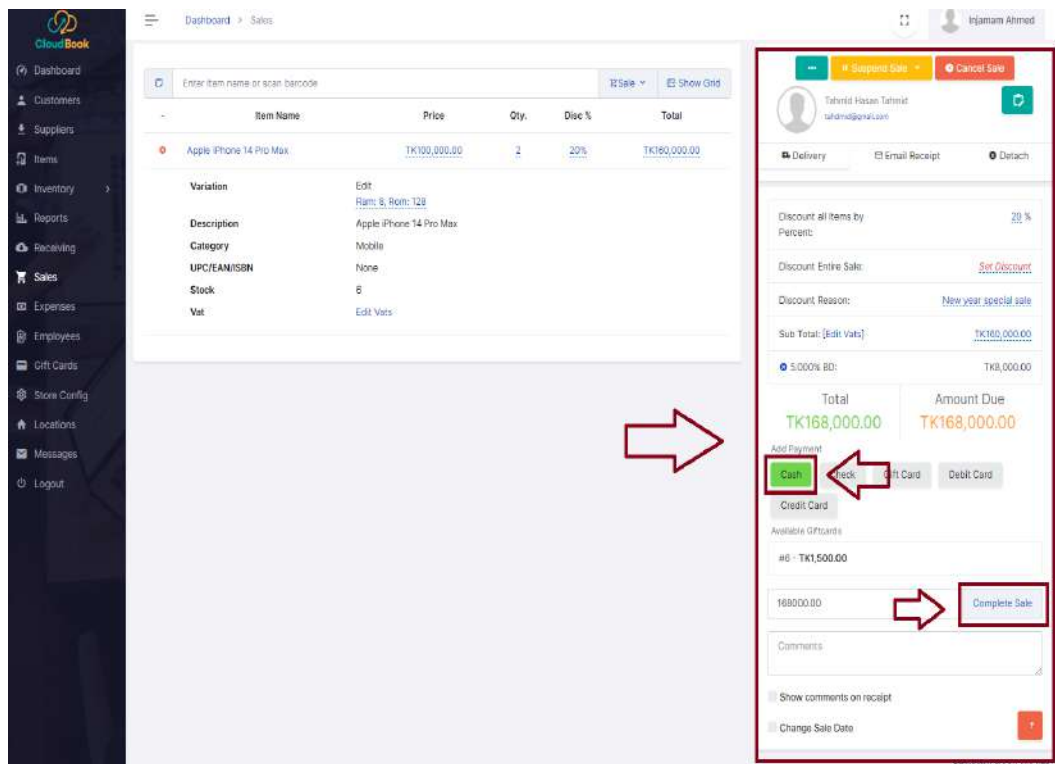 CloudBook
Dashboard
Customers
Suppliers
Items
Inventory
Reports
Receiving
Sales
Expenses
Employees
Gift Cards
Store Config
Locations
Messages
Logout
Dashboard > Sales
Injamam Ahmed
Enter item name or scan barcode
Sale
Show Grid
- Item Name Price Qty. Disc % Total
Apple iPhone 14 Pro Max TK100,000.00 2 20% TK160,000.00
Variation Edit
Ram: 8, Rom: 128
Description Apple iPhone 14 Pro Max
Category Mobile
UPC/EAN/ISBN None
Stock 6
Vat Edit Vats
Suspend Sale
Cancel Sale
Tahmid Hasan Tahmid
Delivery Email Receipt Detach
Discount all Items by 20 %
Percent:
Discount Entire Sale: Set Discount
Discount Reason: New year special sale
Sub Total: [Edit Vats] TK160,000.00
5.000% BD: TK8,000.00
Total Amount Due
TK168,000.00 TK168,000.00
Add Payment
Cash Check Gift Card Debit Card
Credit Card
Available Giftcards
#6 - TK1,500.00
168000.00 Complete Sale
Comments
Show comments on receipt
Change Sale Date